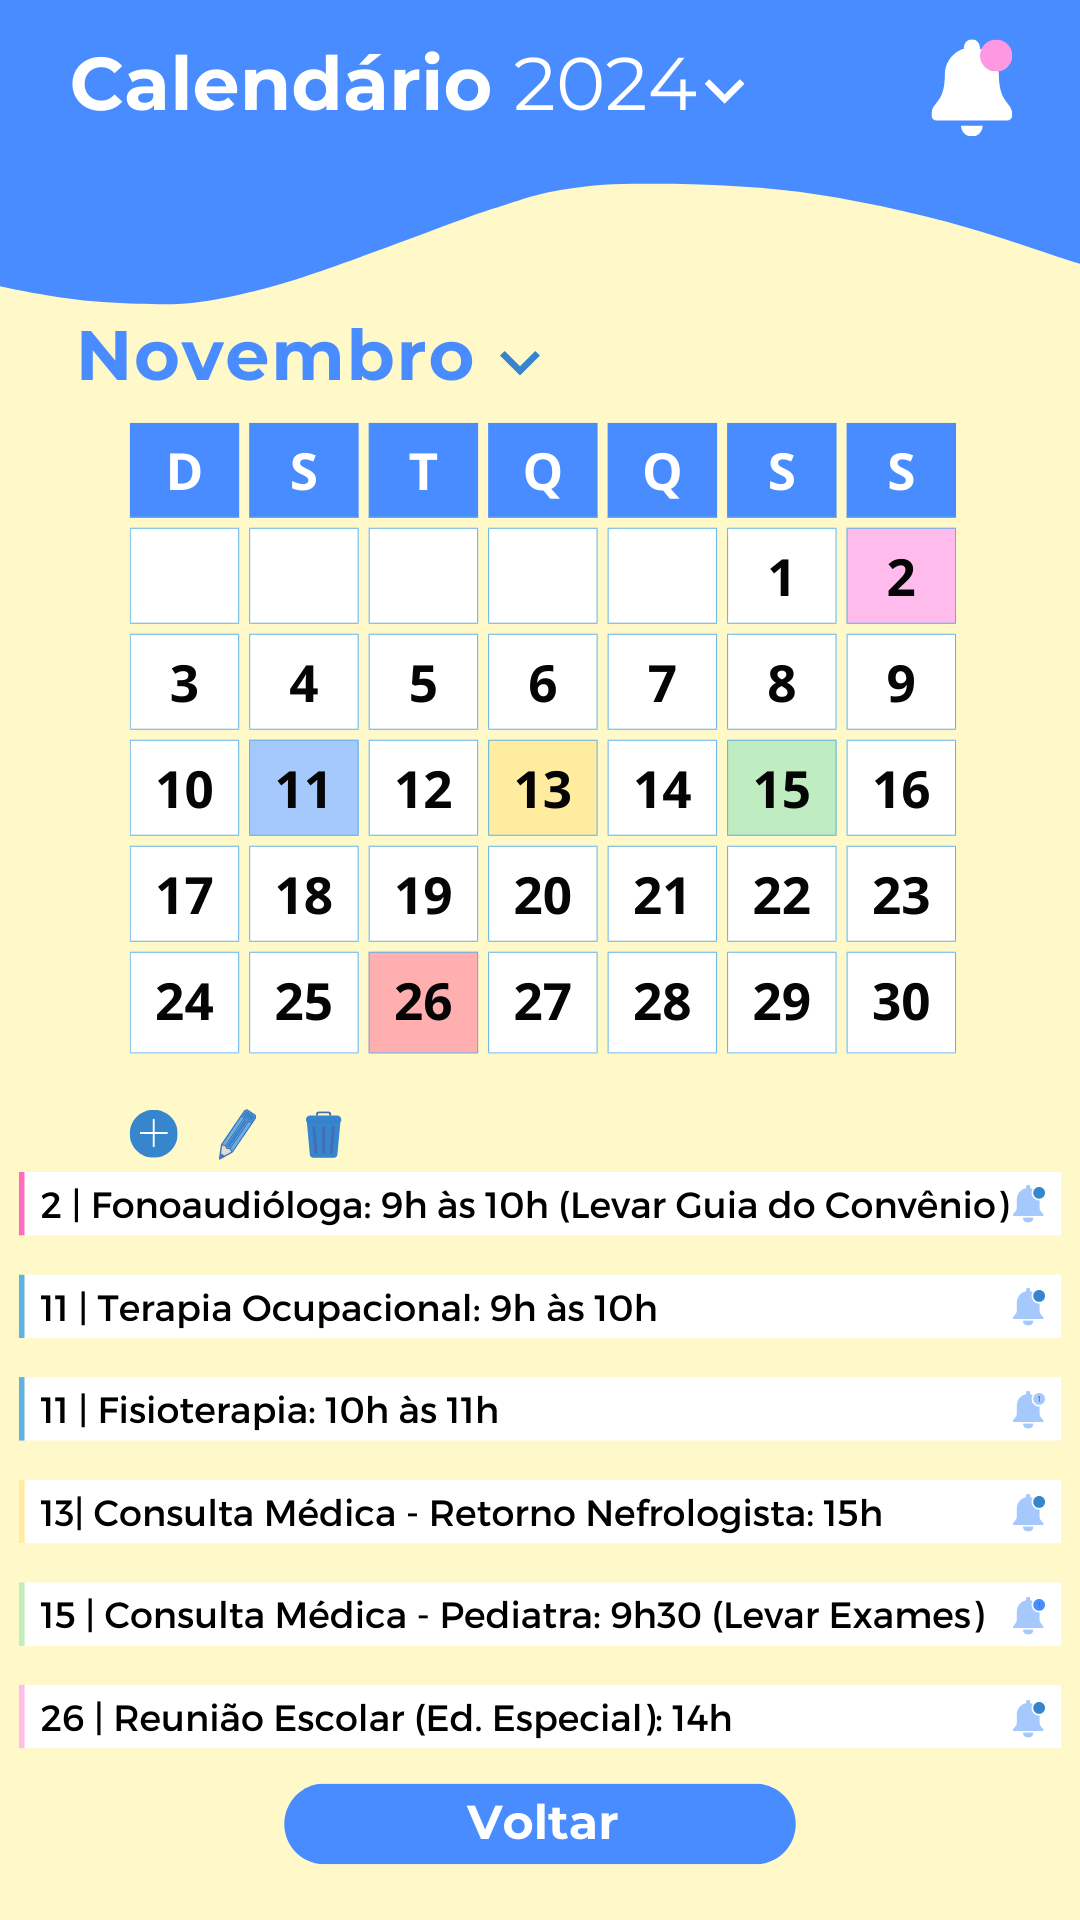 Calendário 2024
Novembro
D S T Q Q S S
1 2
3 4 5 6 7 8 9
10 11 12 13 14 15 16
17 18 19 20 21 22 23
24 25 26 27 28 29 30
2 | Fonoaudióloga: 9h às 10h (Levar Guia do Convênio)
11 | Terapia Ocupacional: 9h às 10h
11 | Fisioterapia: 10h às 11h
13| Consulta Médica - Retorno Nefrologista: 15h
15 | Consulta Médica - Pediatra: 9h30 (Levar Exames)
26 | Reunião Escolar (Ed. Especial): 14h
Voltar